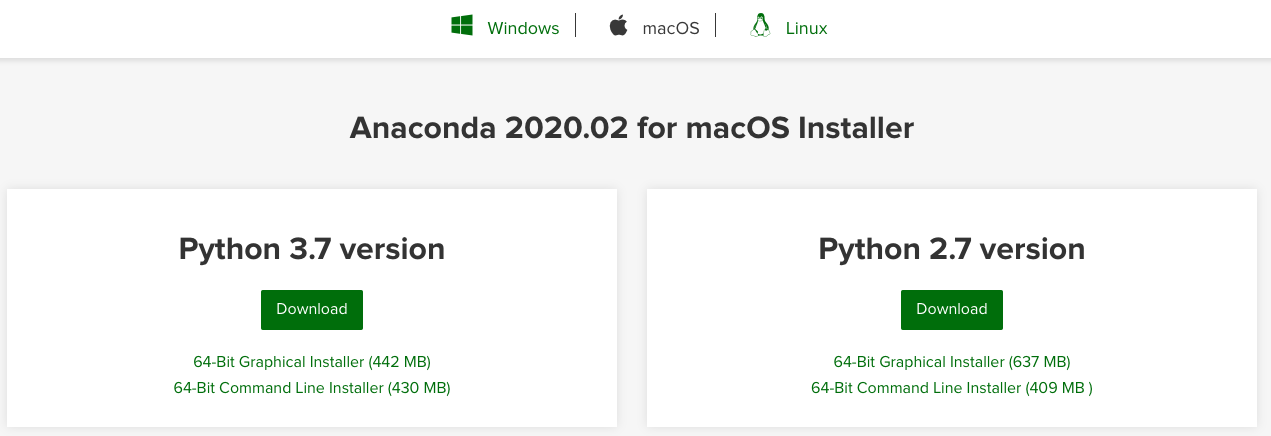 Windows macOS Linux
Anaconda 2020.02 for macOS Installer
Python 3.7 version
Download
64-Bit Graphical Installer (442 MB)
64-Bit Command Line Installer (430 MB)
Python 2.7 version
Download
64-Bit Graphical Installer (637 MB)
64-Bit Command Line Installer (409 MB )